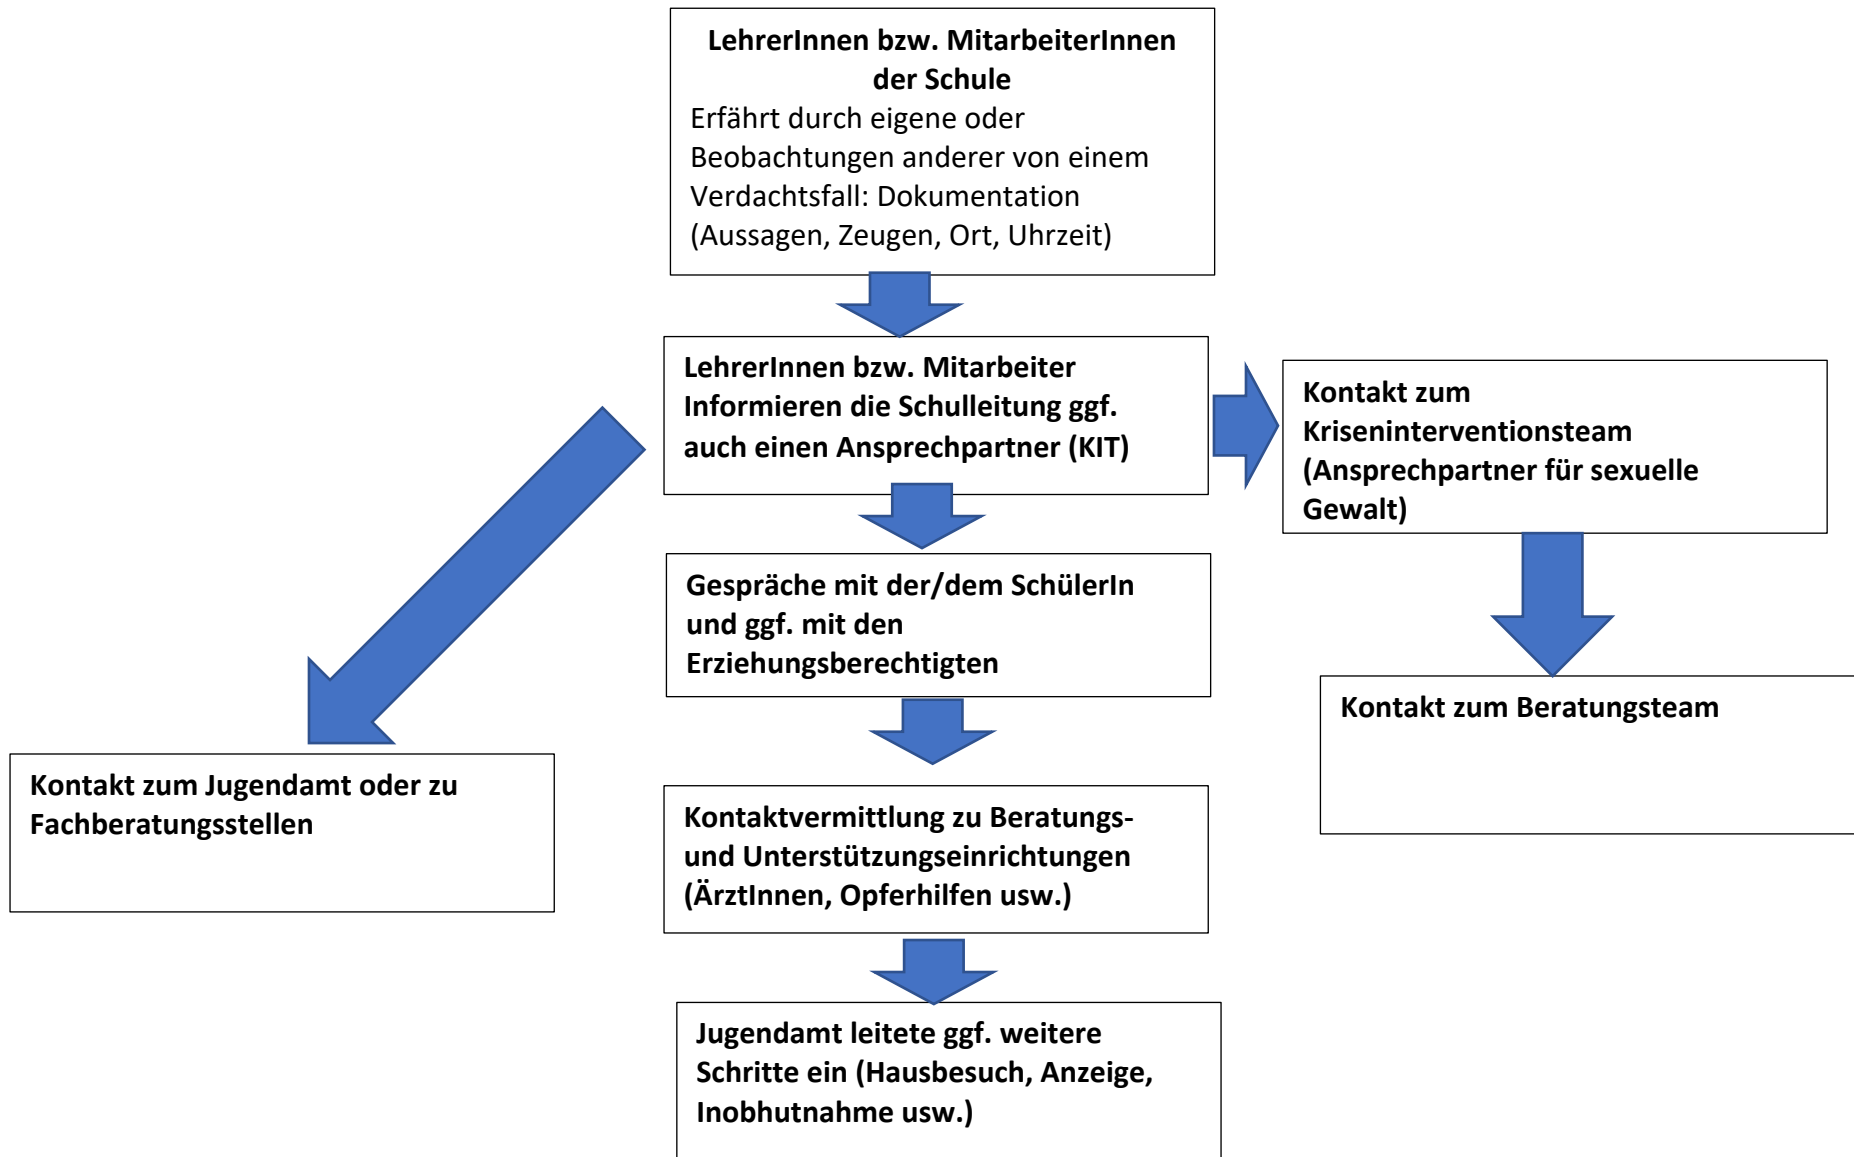 LehrerInnen bzw. MitarbeiterInnen
der Schule
Erfährt durch eigene oder
Beobachtungen anderer von einem
Verdachtsfall: Dokumentation
(Aussagen, Zeugen, Ort, Uhrzeit)
LehrerInnen bzw. Mitarbeiter
Informieren die Schulleitung ggf.
auch einen Ansprechpartner (KIT)
Kontakt zum
Kriseninterventionsteam
(Ansprechpartner für sexuelle
Gewalt)
Gespräche mit der/dem SchülerIn
und ggf. mit den
Erziehungsberechtigten
Kontakt zum Beratungsteam
Kontakt zum Jugendamt oder zu
Fachberatungsstellen
Kontaktvermittlung zu Beratungs-
und Unterstützungseinrichtungen
(ÄrztInnen, Opferhilfen usw.)
Jugendamt leitete ggf. weitere
Schritte ein (Hausbesuch, Anzeige,
Inobhutnahme usw.)